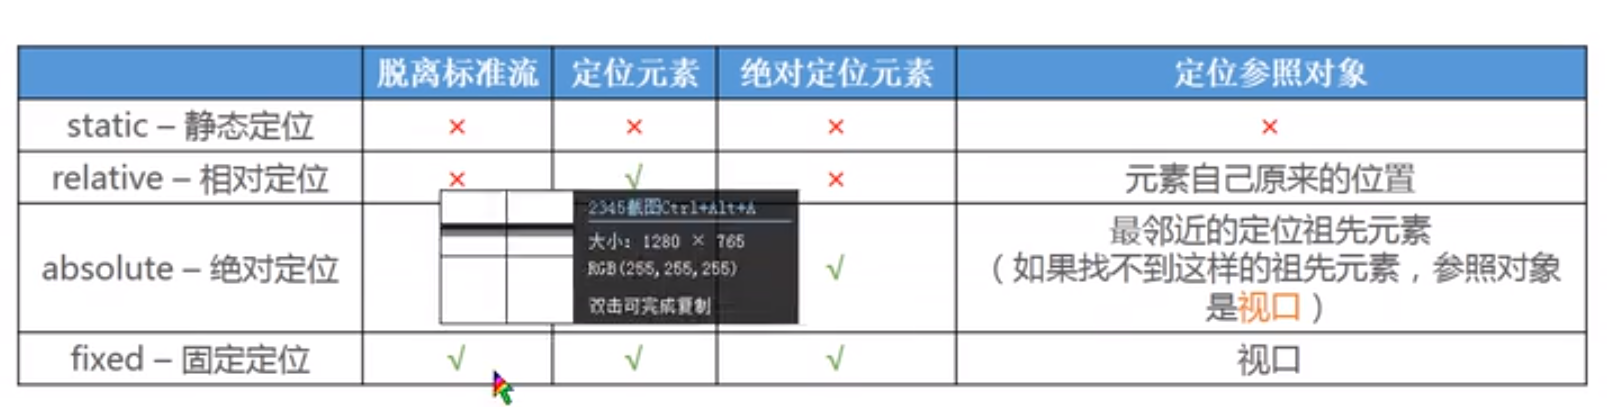 脱离标准流 定位元素 绝对定位元素 定位参照对象
static – 静态定位 × × × ×
relative – 相对定位 × √ × 元素自己原来的位置
2345截图Ctrl+Alt+A
大小: 1280 × 765
RGB(255,255,255)
双击可完成复制
absolute – 绝对定位 √ 最邻近的定位祖先元素
（如果找不到这样的祖先元素，参照对象
是视口）
fixed – 固定定位 √ √ √ 视口